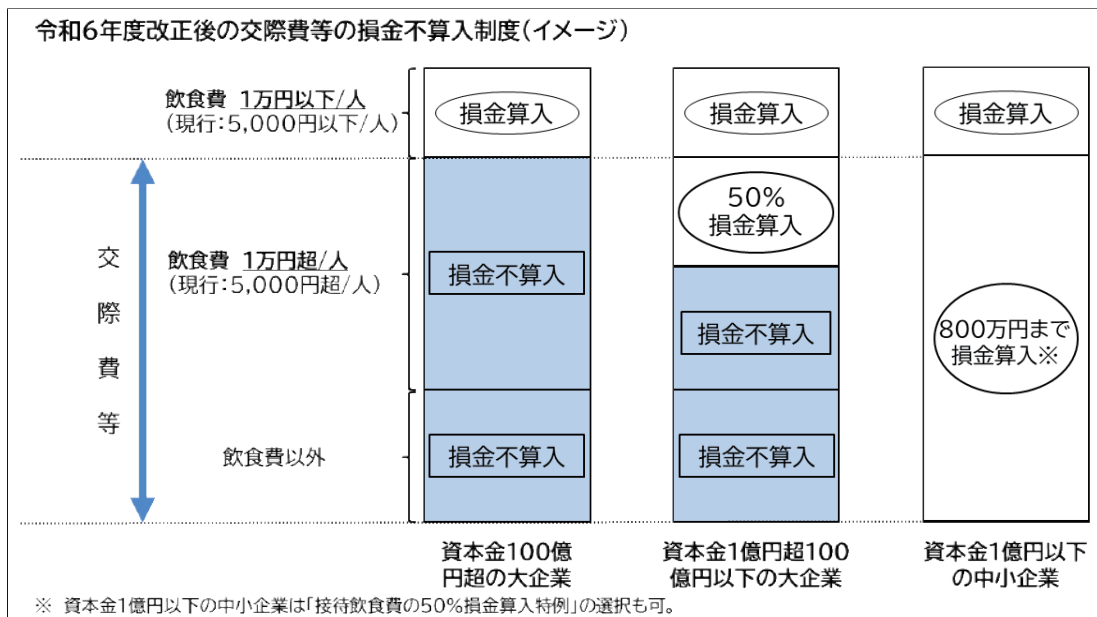 令和6年度改正後の交際費等の損金不算入制度(イメージ)
飲食費 1万円以下/人
(現行:5,000円以下/人)
損金算入
損金算入
損金算入
交際費等
飲食費 1万円超/人
(現行:5,000円超/人)
損金不算入
50%
損金算入
損金不算入
800万円まで
損金算入※
飲食費以外
損金不算入
損金不算入
資本金100億
円超の大企業
資本金1億円超100
億円以下の大企業
資本金1億円以下
の中小企業
※ 資本金1億円以下の中小企業は「接待飲食費の50%損金算入特例」の選択も可。